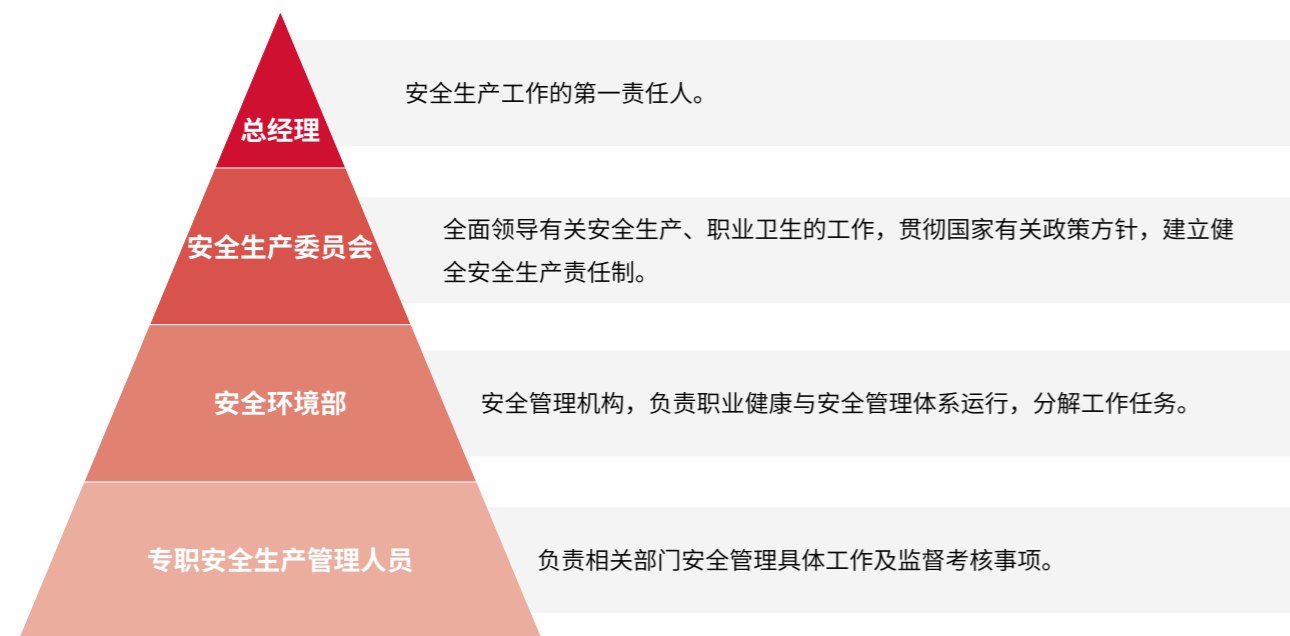 总经理
安全生产工作的第一责任人。
安全生产委员会
全面领导有关安全生产、职业卫生的工作，贯彻国家有关政策方针，建立健
全安全生产责任制。
安全环境部
安全管理机构，负责职业健康与安全管理体系运行，分解工作任务。
专职安全生产管理人员
负责相关部门安全管理具体工作及监督考核事项。